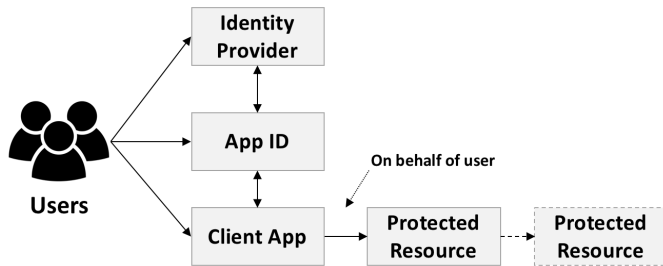 Identity
Provider
App ID
On behalf of user
Users
Client App
Protected
Resource
Protected
Resource